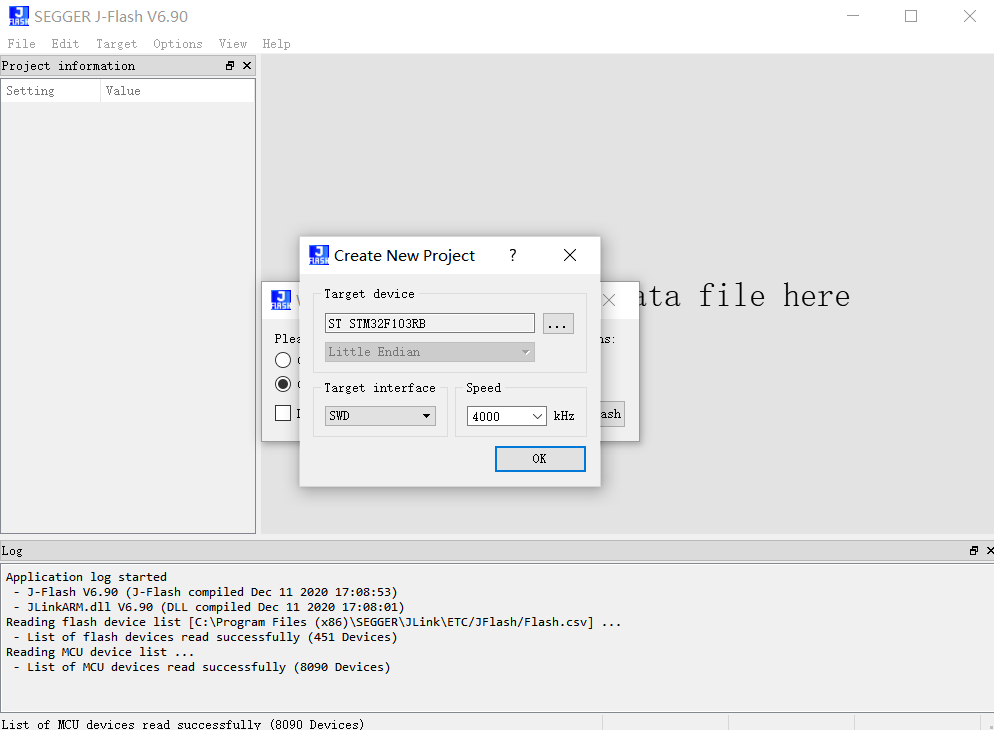 SEGGER J-Flash V6.90
File Edit Target Options View Help
Project information
Setting Value
ata file here
Create New Project ?
Target device
ST STM32F103RB ...
Little Endian
Target interface
SWD
Speed
4000 kHz
OK
Plea
ns:
ash
Log
Application log started
- J-Flash V6.90 (J-Flash compiled Dec 11 2020 17:08:53)
- JLinkARM.dll V6.90 (DLL compiled Dec 11 2020 17:08:01)
Reading flash device list [C:\Program Files (x86)\SEGGER\JLink\ETC/JFlash/Flash.csv] ...
- List of flash devices read successfully (451 Devices)
Reading MCU device list ...
- List of MCU devices read successfully (8090 Devices)
List of MCU devices read successfully (8090 Devices)